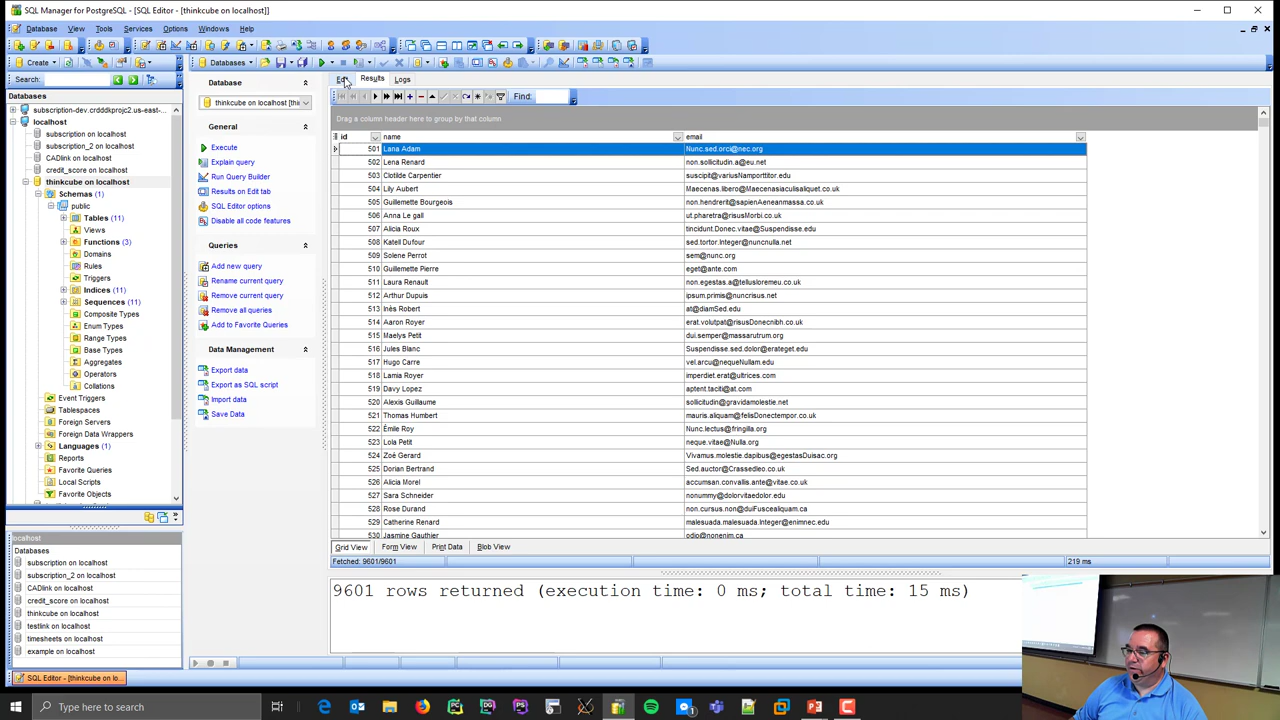 SQL Manager for PostgreSQL - [SQL Editor - [thinkcube on localhost]]
Database View Tools Services Options Windows Help
Create
Databases
Search:
Databases
subscription-dev.crdddkprojc2.us-east-...
localhost
subscription on localhost
subscription_2 on localhost
CADlink on localhost
credit_score on localhost
thinkcube on localhost
Schemas (1)
public
Tables (11)
Views
Functions (3)
Domains
Rules
Triggers
Indices (11)
Sequences (11)
Composite Types
Enum Types
Range Types
Base Types
Aggregates
Operators
Collations
Event Triggers
Tablespaces
Foreign Servers
Foreign Data Wrappers
Languages (1)
Reports
Favorite Queries
Local Scripts
Favorite Objects
localhost
Databases
subscription on localhost
subscription_2 on localhost
CADlink on localhost
credit_score on localhost
thinkcube on localhost
testlink on localhost
timesheets on localhost
example on localhost
Database
thinkcube on localhost [thi
General
Execute
Explain query
Run Query Builder
Results on Edit tab
SQL Editor options
Disable all code features
Queries
Add new query
Rename current query
Remove current query
Remove all queries
Add to Favorite Queries
Data Management
Export data
Export as SQL script
Import data
Save Data
Edit Results Logs
Find:
Drag a column header here to group by that column
id name email
501 Lana Adam Nunc.sed.orci@nec.org
502 Lena Renard non.sollicitudin.a@eu.net
503 Clotilde Carpentier suscipit@variusNamporttitor.edu
504 Lily Aubert Maecenas.libero@Maecenasiaculisaliquet.co.uk
505 Guillemette Bourgeois non.hendrerit@sapienAeneanmassa.co.uk
506 Anna Le gall ut.pharetra@risusMorbi.co.uk
507 Alicia Roux tincidunt.Donec.vitae@Suspendisse.co.uk
508 Katell Dufour sed.tortor.Integer@nuncnulla.net
509 Solene Perrot sem@nunc.org
510 Guillemette Pierre eget@ante.com
511 Laura Renault non.egestas.a@tellusloremeu.co.uk
512 Arthur Dupuis ipsum.primis@nuncrisus.net
513 Inès Robert at@diamSed.edu
514 Aaron Royer erat.volutpat@risusDonecnibh.co.uk
515 Maelys Petit dui.semper@massarutrum.org
516 Jules Blanc Suspendisse.sed.dolor@erateget.edu
517 Hugo Carre vel.arcu@nequeNullam.edu
518 Lamia Royer imperdiet.erat@ultrices.com
519 Davy Lopez aptent.taciti@at.com
520 Alexis Guillaume sollicitudin@gravidamolestie.net
521 Thomas Humbert mauris.aliquam@felisDonectempor.co.uk
522 Émile Roy Nunc.lectus@fringilla.org
523 Lola Petit neque.vitae@Nulla.org
524 Zoé Gerard Vivamus.molestie.dapibus@egestasDuisac.org
525 Dorian Bertrand Sed.auctor@Crassedleo.co.uk
526 Alicia Morel accumsan.convallis.ante@vitae.co.uk
527 Sara Schneider nonummy@dolorvitaedolor.edu
528 Rose Durand non.cursus.non@duiFuscealiquam.ca
529 Catherine Renard malesuada.malesuada.Integer@enimnec.edu
530 Jasmine Gauthier odio@nonenim.ca
Grid View Form View Print Data Blob View
Fetched: 9601/9601 219 ms
9601 rows returned (execution time: 0 ms; total time: 15 ms)
SQL Editor - [thinkcube on lo...
Type here to search